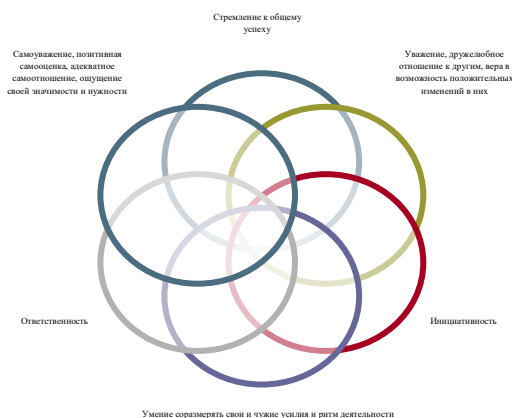 Стремление к общему
успеху
Самоуважение, позитивная
самооценка, адекватное
самоотношение, ощущение
своей значимости и нужности
Уважение, дружелюбное
отношение к другим, вера в
возможность положительных
изменений в них
Ответственность
Инициативность
Умение соразмерять свои и чужие усилия и ритм деятельности